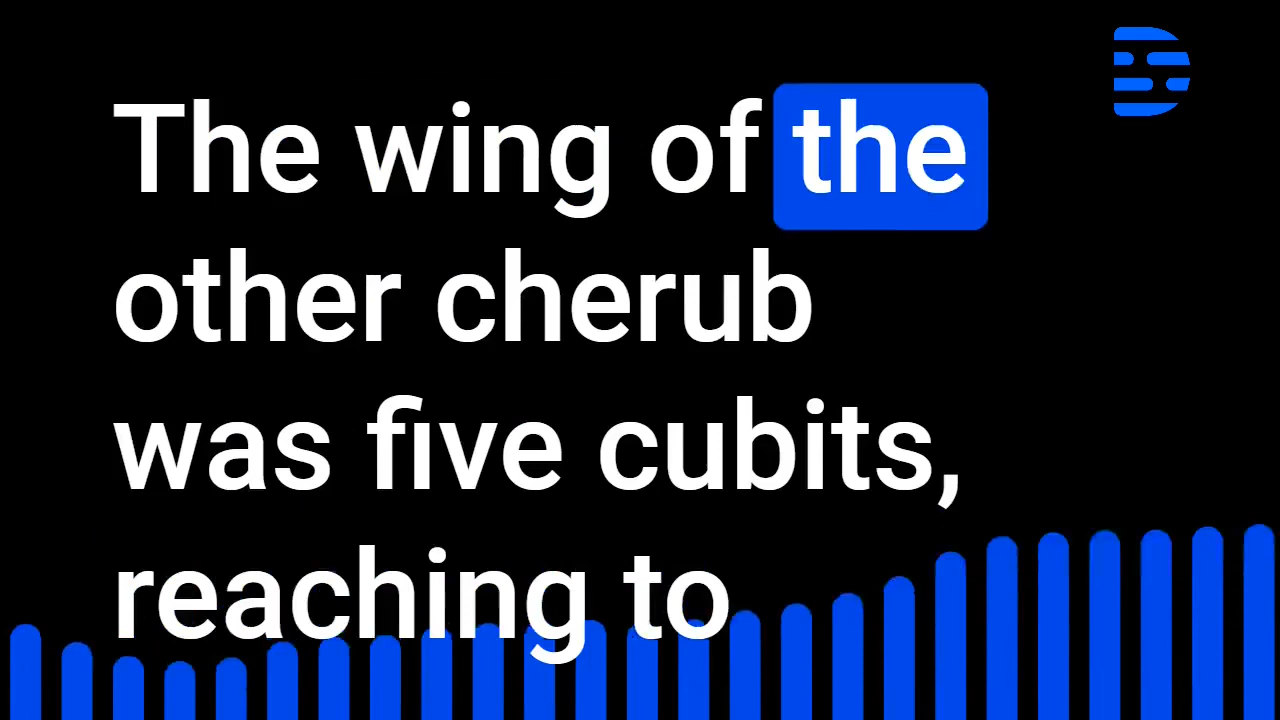 The wing of the
other cherub
was five cubits,
reaching to